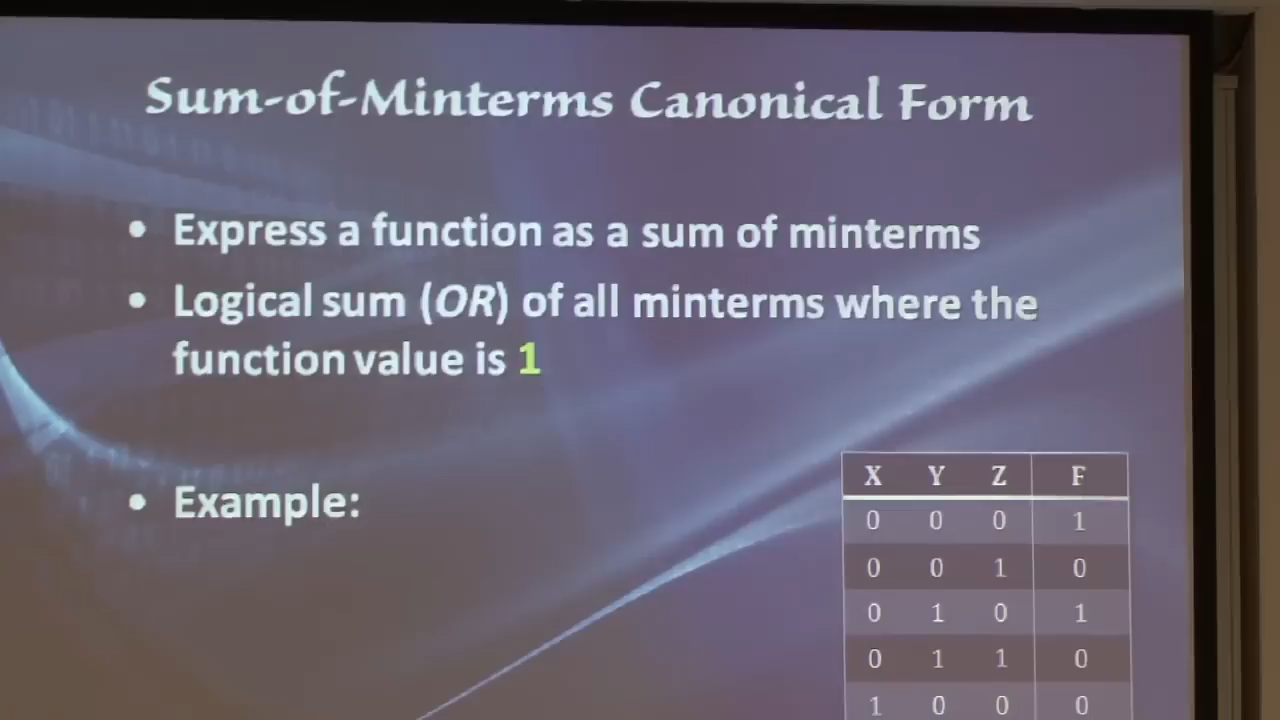 Sum-of-Minterms Canonical Form
• Express a function as a sum of minterms
• Logical sum (OR) of all minterms where the
function value is 1
• Example:
X Y Z F
0 0 0 1
0 0 1 0
0 1 0 1
0 1 1 0
1 0 0 0